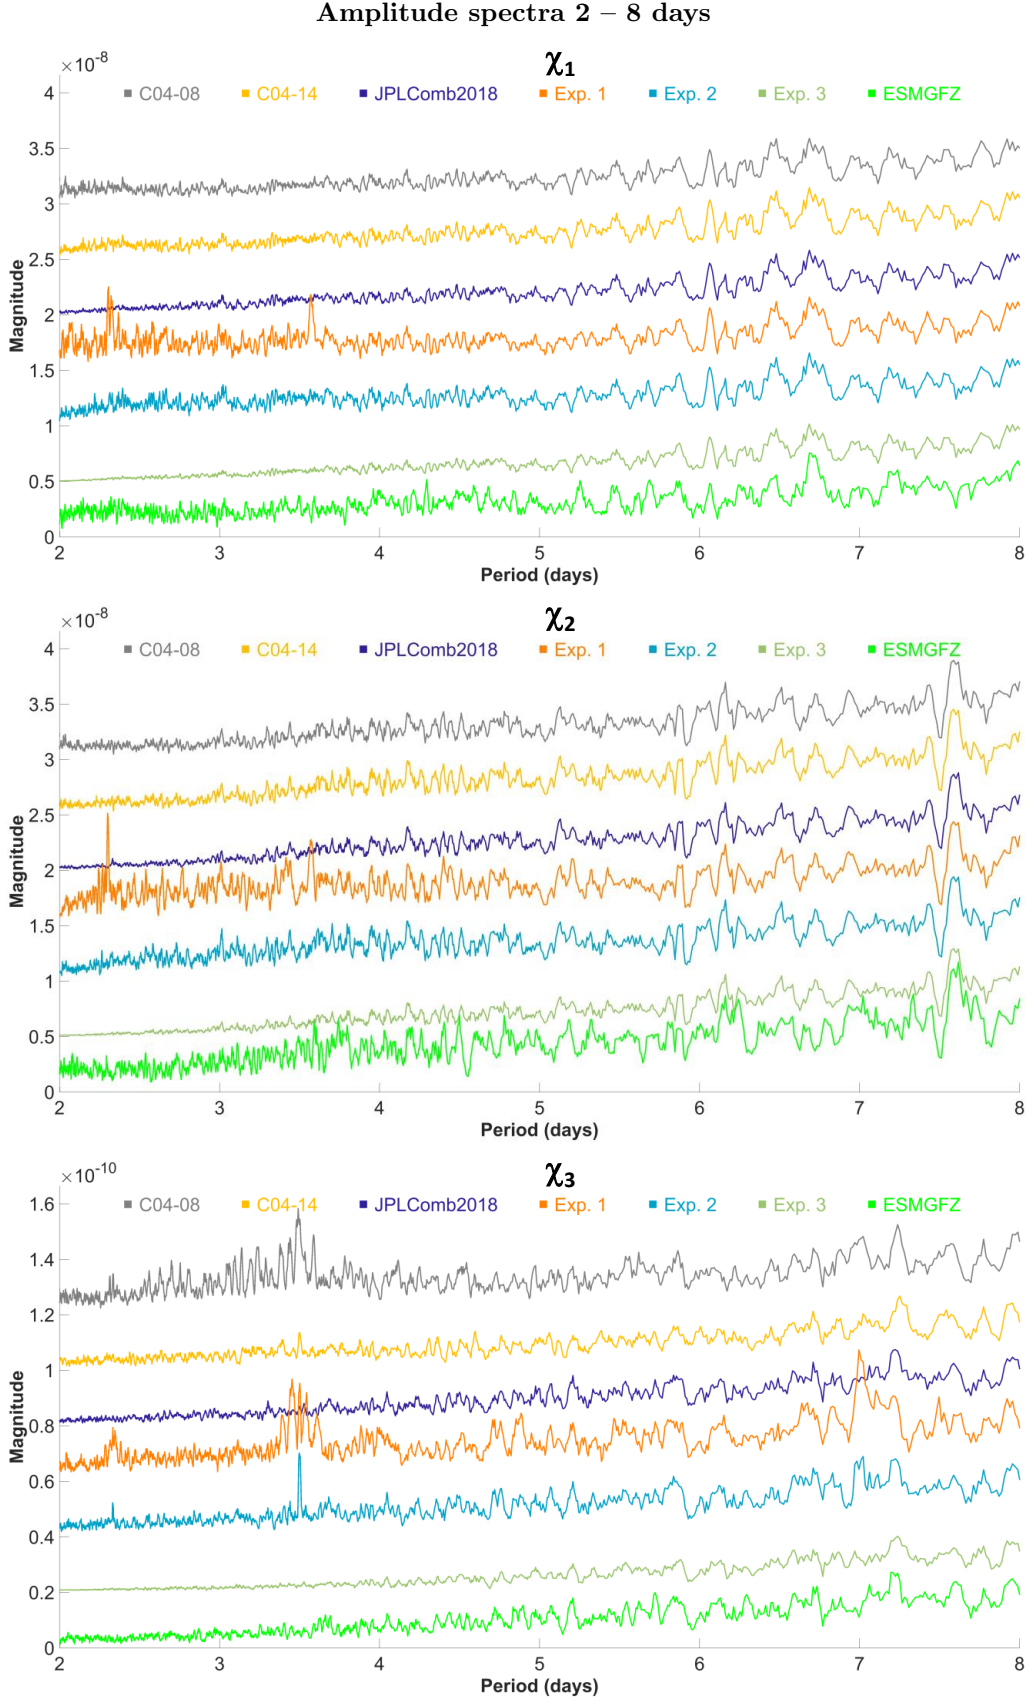 Amplitude spectra 2 – 8 days
χ1
×10-8
C04-08 C04-14 JPLComb2018 Exp. 1 Exp. 2 Exp. 3 ESMGFZ
4
3.5
3
2.5
2
1.5
1
0.5
0
Magnitude
2 3 4 5 6 7 8
Period (days)
χ2
×10-8
C04-08 C04-14 JPLComb2018 Exp. 1 Exp. 2 Exp. 3 ESMGFZ
4
3.5
3
2.5
2
1.5
1
0.5
0
Magnitude
2 3 4 5 6 7 8
Period (days)
χ3
×10-10
C04-08 C04-14 JPLComb2018 Exp. 1 Exp. 2 Exp. 3 ESMGFZ
1.6
1.4
1.2
1
0.8
0.6
0.4
0.2
0
Magnitude
2 3 4 5 6 7 8
Period (days)